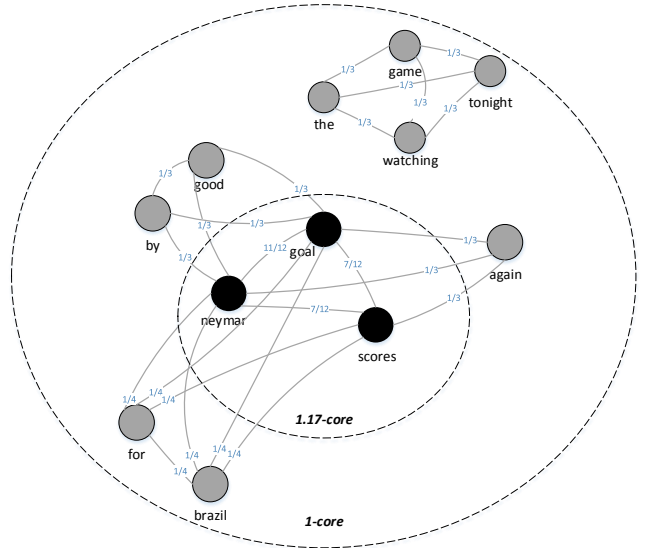 game
1/3
1/3
tonight
1/3
1/3
1/3
the
1/3
watching
good
1/3
1/3
1/3
1/3
by
1/3
goal
11/12
7/12
1/3
again
1/3
1/3
neymar
7/12
scores
1/4
1/4
1/4
1.17-core
for
1/4
1/4
1/4
1/4
brazil
1-core